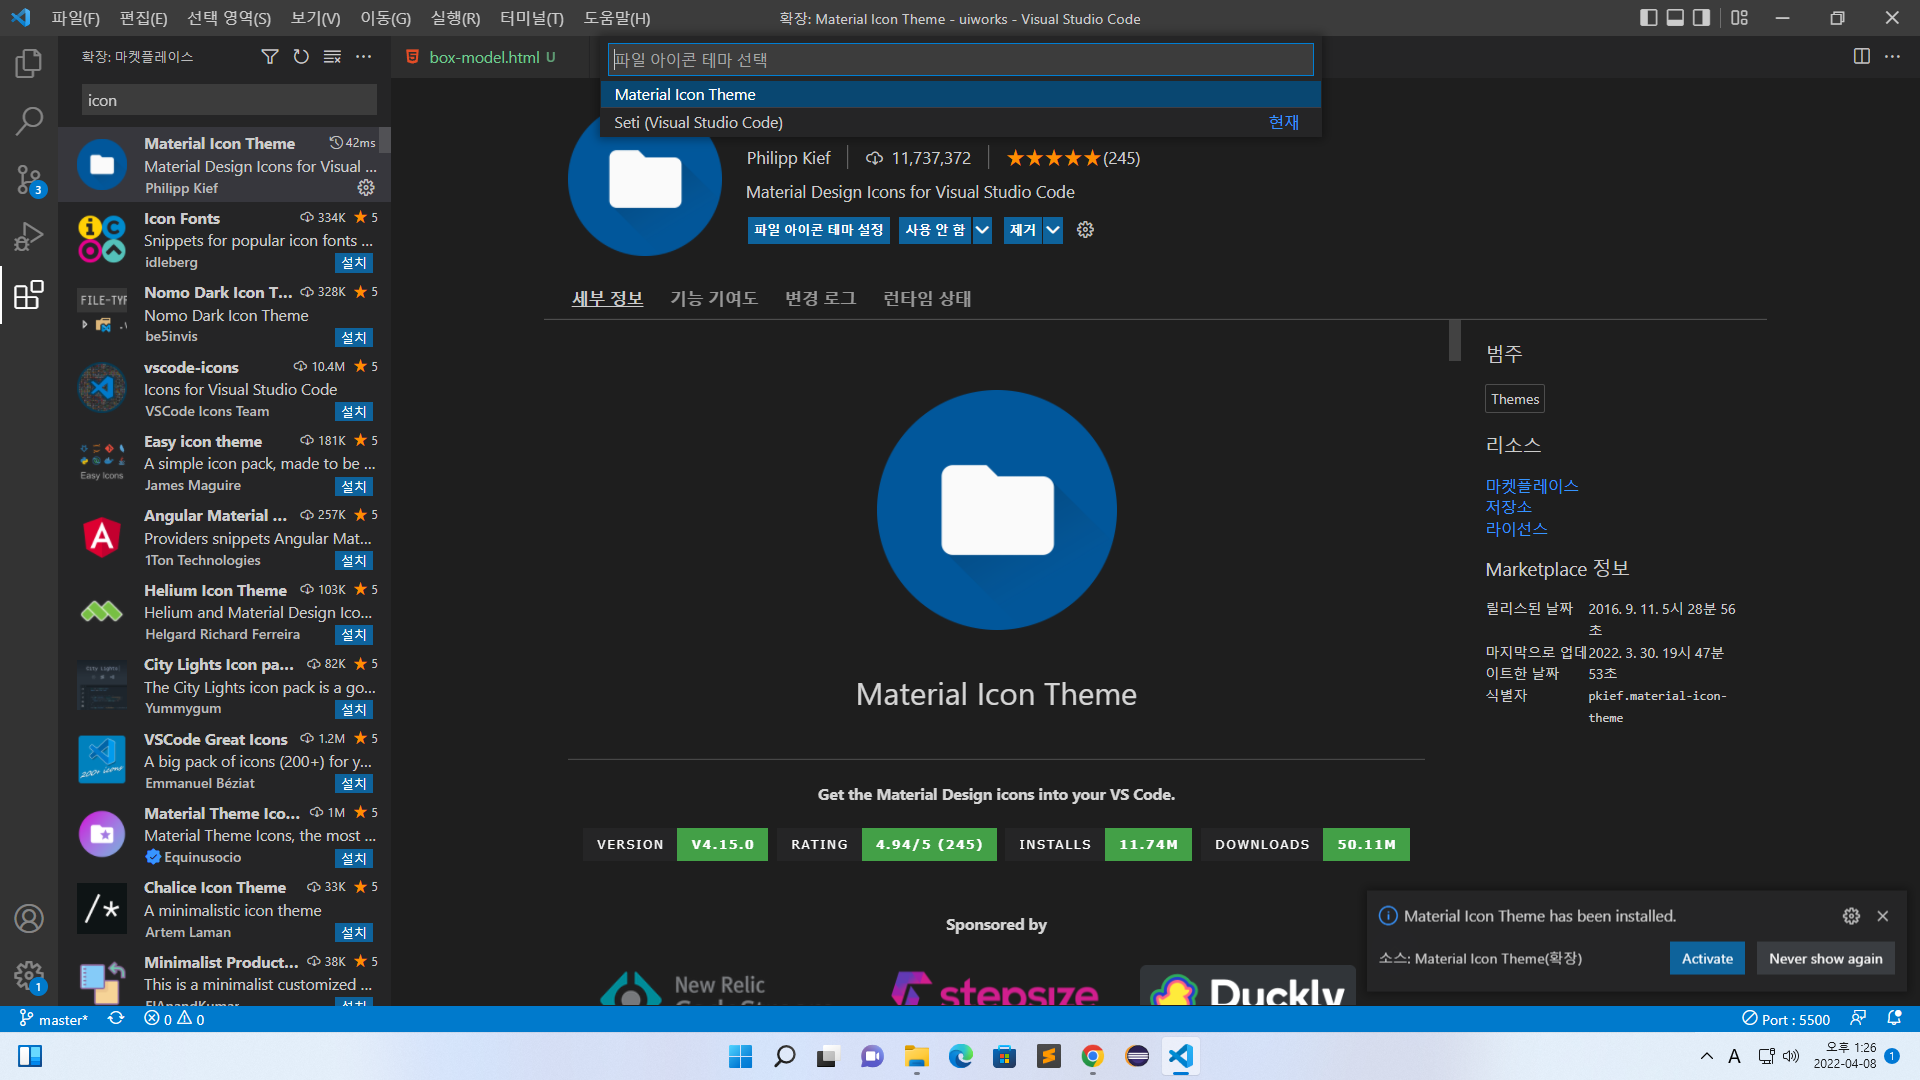 파일(F) 편집(E) 선택 영역(S) 보기(V) 이동(G) 실행(R) 터미널(T) 도움말(H)
확장: Material Icon Theme - uiworks - Visual Studio Code
확장: 마켓플레이스
box-model.html U
파일 아이콘 테마 선택
Material Icon Theme
Seti (Visual Studio Code) 현재
icon
Material Icon Theme 42ms
Material Design Icons for Visual ...
Philipp Kief
Icon Fonts 334K 5
Snippets for popular icon fonts ...
idleberg 설치
FILE-TYP
Nomo Dark Icon T... 328K 5
Nomo Dark Icon Theme
be5invis 설치
vscode-icons 10.4M 5
Icons for Visual Studio Code
VSCode Icons Team 설치
Easy icon theme 181K 5
A simple icon pack, made to be ...
Easy Icons
James Maguire 설치
Angular Material ... 257K 5
Providers snippets Angular Mat...
1Ton Technologies 설치
Helium Icon Theme 103K 5
Helium and Material Design Ico...
Helgard Richard Ferreira 설치
City Lights Icon pa... 82K 5
City Lights
The City Lights icon pack is a go...
Yummygum 설치
VSCode Great Icons 1.2M 5
A big pack of icons (200+) for y...
200+ icons
Emmanuel Béziat 설치
Material Theme Ico... 1M 5
Material Theme Icons, the most ...
Equinusocio 설치
Chalice Icon Theme 33K 5
/*
A minimalistic icon theme
Artem Laman 설치
Minimalist Product... 38K 5
This is a minimalist customized ...
ElAnandKumar 설치
Philipp Kief 11,737,372 (245)
Material Design Icons for Visual Studio Code
파일 아이콘 테마 설정 사용 안 함 제거
세부 정보 기능 기여도 변경 로그 런타임 상태
Material Icon Theme
Get the Material Design icons into your VS Code.
VERSION V4.15.0 RATING 4.94/5 (245) INSTALLS 11.74M DOWNLOADS 50.11M
Sponsored by
New Relic
stepsize
Duckly
범주
Themes
리소스
마켓플레이스
저장소
라이선스
Marketplace 정보
릴리스된 날짜 2016. 9. 11. 5시 28분 56
초
마지막으로 업데 2022. 3. 30. 19시 47분
이트한 날짜 53초
식별자 pkief.material-icon-
theme
Material Icon Theme has been installed.
소스: Material Icon Theme(확장) Activate Never show again
3
1
master* 0 0
Port : 5500
A
오후 1:26
2022-04-08
1